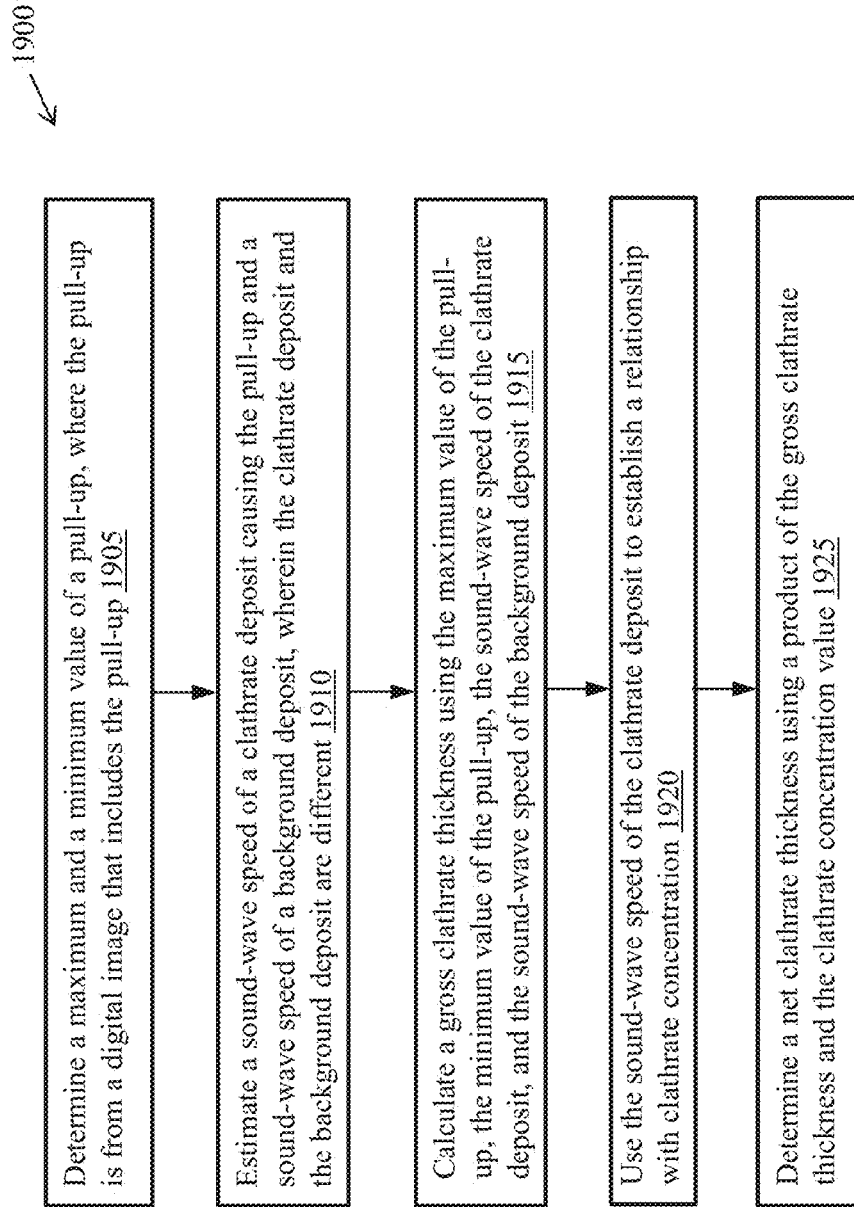 1900
Determine a maximum and a minimum value of a pull-up, where the pull-up
is from a digital image that includes the pull-up 1905
Estimate a sound-wave speed of a clathrate deposit causing the pull-up and a
sound-wave speed of a background deposit, wherein the clathrate deposit and
the background deposit are different 1910
Calculate a gross clathrate thickness using the maximum value of the pull-
up, the minimum value of the pull-up, the sound-wave speed of the clathrate
deposit, and the sound-wave speed of the background deposit 1915
Use the sound-wave speed of the clathrate deposit to establish a relationship
with clathrate concentration 1920
Determine a net clathrate thickness using a product of the gross clathrate
thickness and the clathrate concentration value 1925